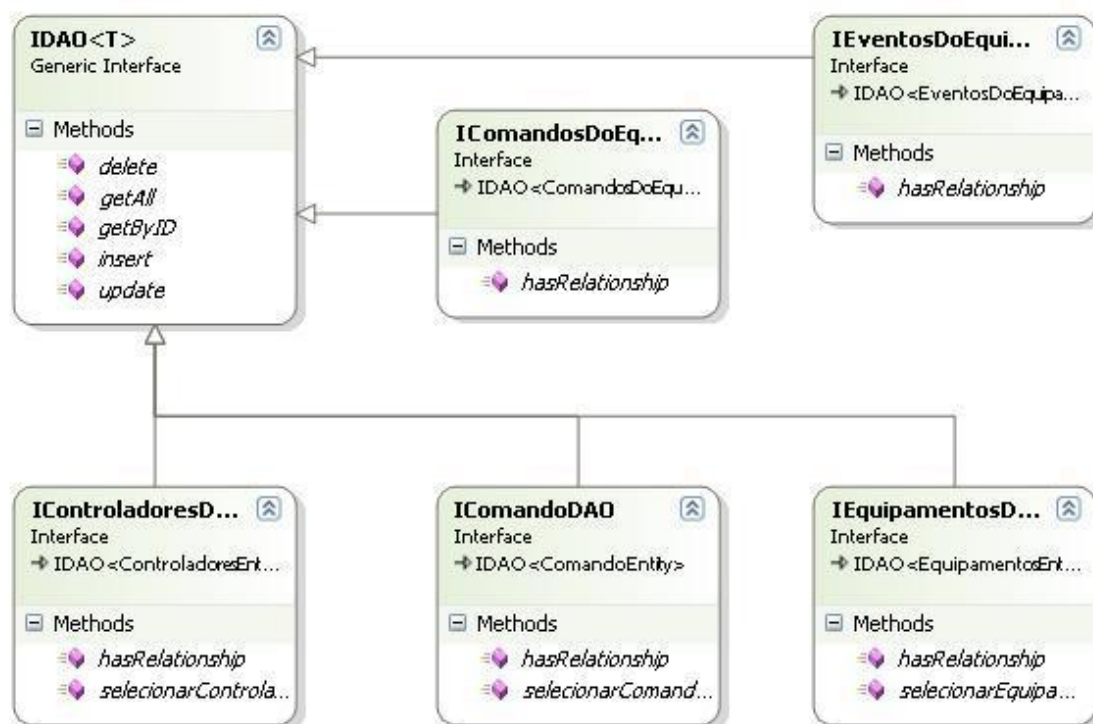 IDAO<T>
Generic Interface
Methods
delete
getAll
getByID
insert
update
IComandosDoEq...
Interface
IDAO<ComandosDoEqu...
Methods
hasRelationship
IEventosDoEqui...
Interface
IDAO<EventosDoEquipa...
Methods
hasRelationship
IControladoresD...
Interface
IDAO<ControladoresEnt...
Methods
hasRelationship
selecionarControla...
IComandoDAO
Interface
IDAO<ComandoEntity>
Methods
hasRelationship
selecionarComand...
IEquipamentosD...
Interface
IDAO<EquipamentosEnt...
Methods
hasRelationship
selecionarEquipa...